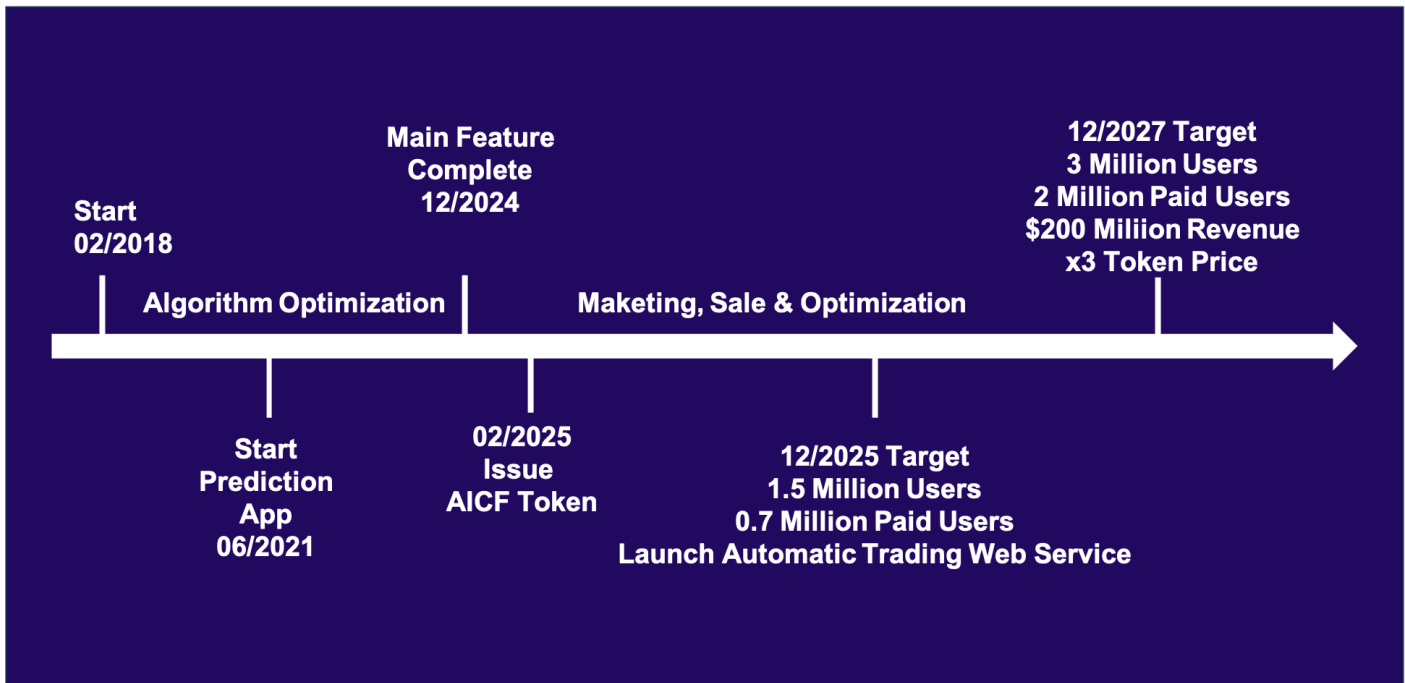 Start
02/2018
Main Feature
Complete
12/2024
12/2027 Target
3 Million Users
2 Million Paid Users
$200 Miliion Revenue
x3 Token Price
Algorithm Optimization
Maketing, Sale & Optimization
Start
Prediction
App
06/2021
02/2025
Issue
AICF Token
12/2025 Target
1.5 Million Users
0.7 Million Paid Users
Launch Automatic Trading Web Service